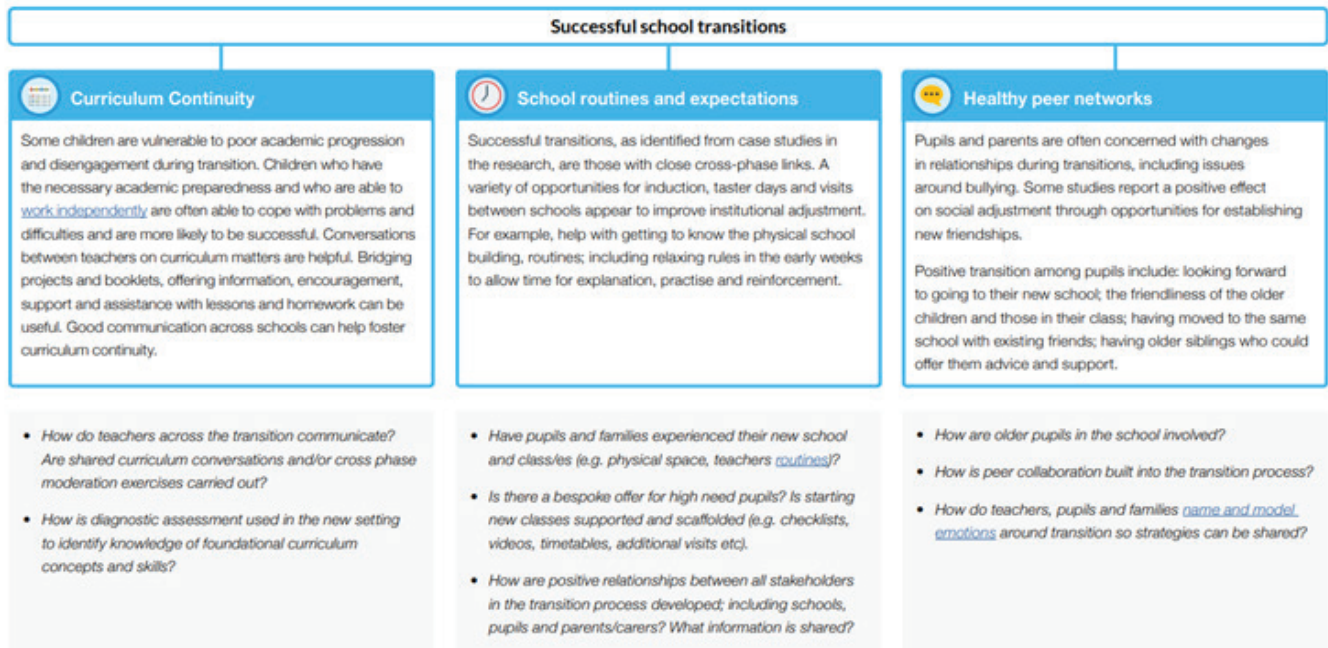 Successful school transitions
Curriculum Continuity
Some children are vulnerable to poor academic progression
and disengagement during transition. Children who have
the necessary academic preparedness and who are able to
work independently are often able to cope with problems and
difficulties and are more likely to be successful. Conversations
between teachers on curriculum matters are helpful. Bridging
projects and booklets, offering information, encouragement,
support and assistance with lessons and homework can be
useful. Good communication across schools can help foster
curriculum continuity.
• How do teachers across the transition communicate?
Are shared curriculum conversations and/or cross phase
moderation exercises carried out?
• How is diagnostic assessment used in the new setting
to identify knowledge of foundational curriculum
concepts and skills?
School routines and expectations
Successful transitions, as identified from case studies in
the research, are those with close cross-phase links. A
variety of opportunities for induction, taster days and visits
between schools appear to improve institutional adjustment.
For example, help with getting to know the physical school
building, routines; including relaxing rules in the early weeks
to allow time for explanation, practise and reinforcement.
• Have pupils and families experienced their new school
and class/es (e.g. physical space, teachers routines)?
• Is there a bespoke offer for high need pupils? Is starting
new classes supported and scaffolded (e.g. checklists,
videos, timetables, additional visits etc).
• How are positive relationships between all stakeholders
in the transition process developed; including schools,
pupils and parents/carers? What information is shared?
Healthy peer networks
Pupils and parents are often concerned with changes
in relationships during transitions, including issues
around bullying. Some studies report a positive effect
on social adjustment through opportunities for establishing
new friendships.
Positive transition among pupils include: looking forward
to going to their new school; the friendliness of the older
children and those in their class; having moved to the same
school with existing friends; having older siblings who could
offer them advice and support.
• How are older pupils in the school involved?
• How is peer collaboration built into the transition process?
• How do teachers, pupils and families name and model
emotions around transition so strategies can be shared?